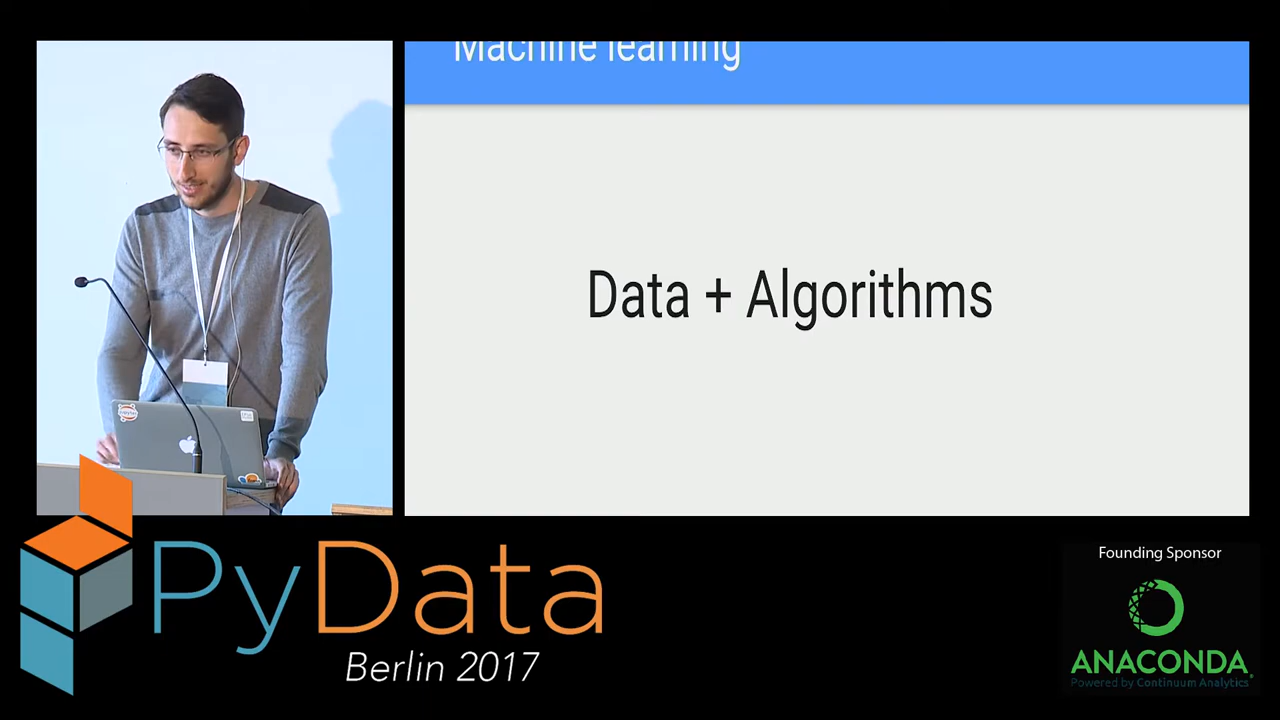 Machine learning
Data + Algorithms
PyData
Berlin 2017
Founding Sponsor
ANACONDA
Powered by Continuum Analytics